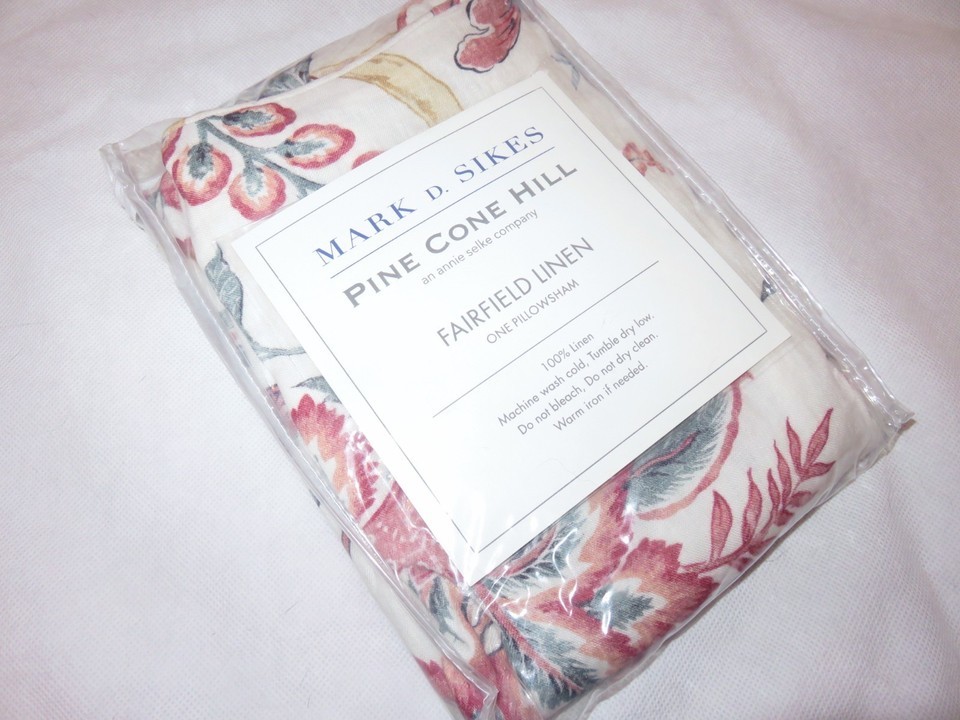 MARK D. SIKES
PINE CONE HILL
an annie selke company
FAIRFIELD LINEN
ONE PILLOWSHAM
100% Linen
Machine wash cold, Tumble dry low.
Do not bleach, Do not dry clean.
Warm iron if needed.